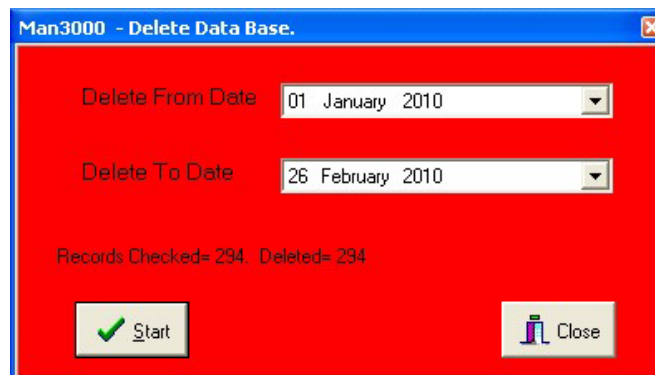 Man3000  - Delete Data Base.
Delete From Date 01 January 2010
Delete To Date 26 February 2010
Records Checked= 294.  Deleted= 294
Start Close